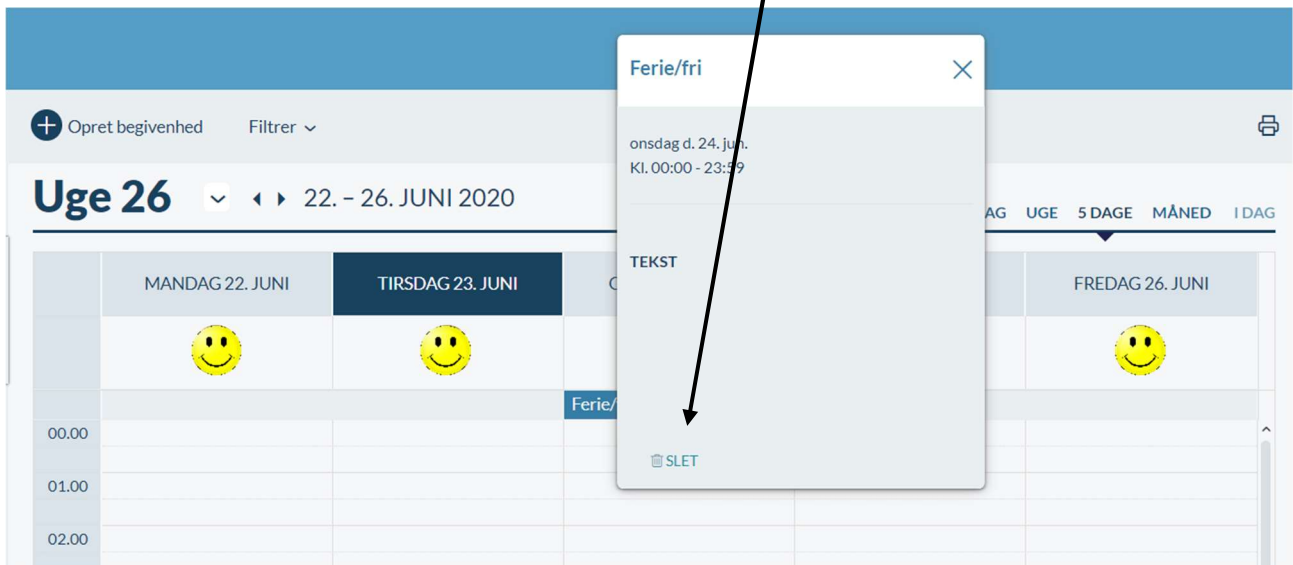 Ferie/fri
onsdag d. 24. jun.
Kl. 00:00 - 23:59
TEKST
SLET
Opret begivenhed
Filtrer
Uge 26
22. – 26. JUNI 2020
UGE
5 DAGE
MÅNED
I DAG
MANDAG 22. JUNI
TIRSDAG 23. JUNI
FREDAG 26. JUNI
Ferie/
00.00
01.00
02.00